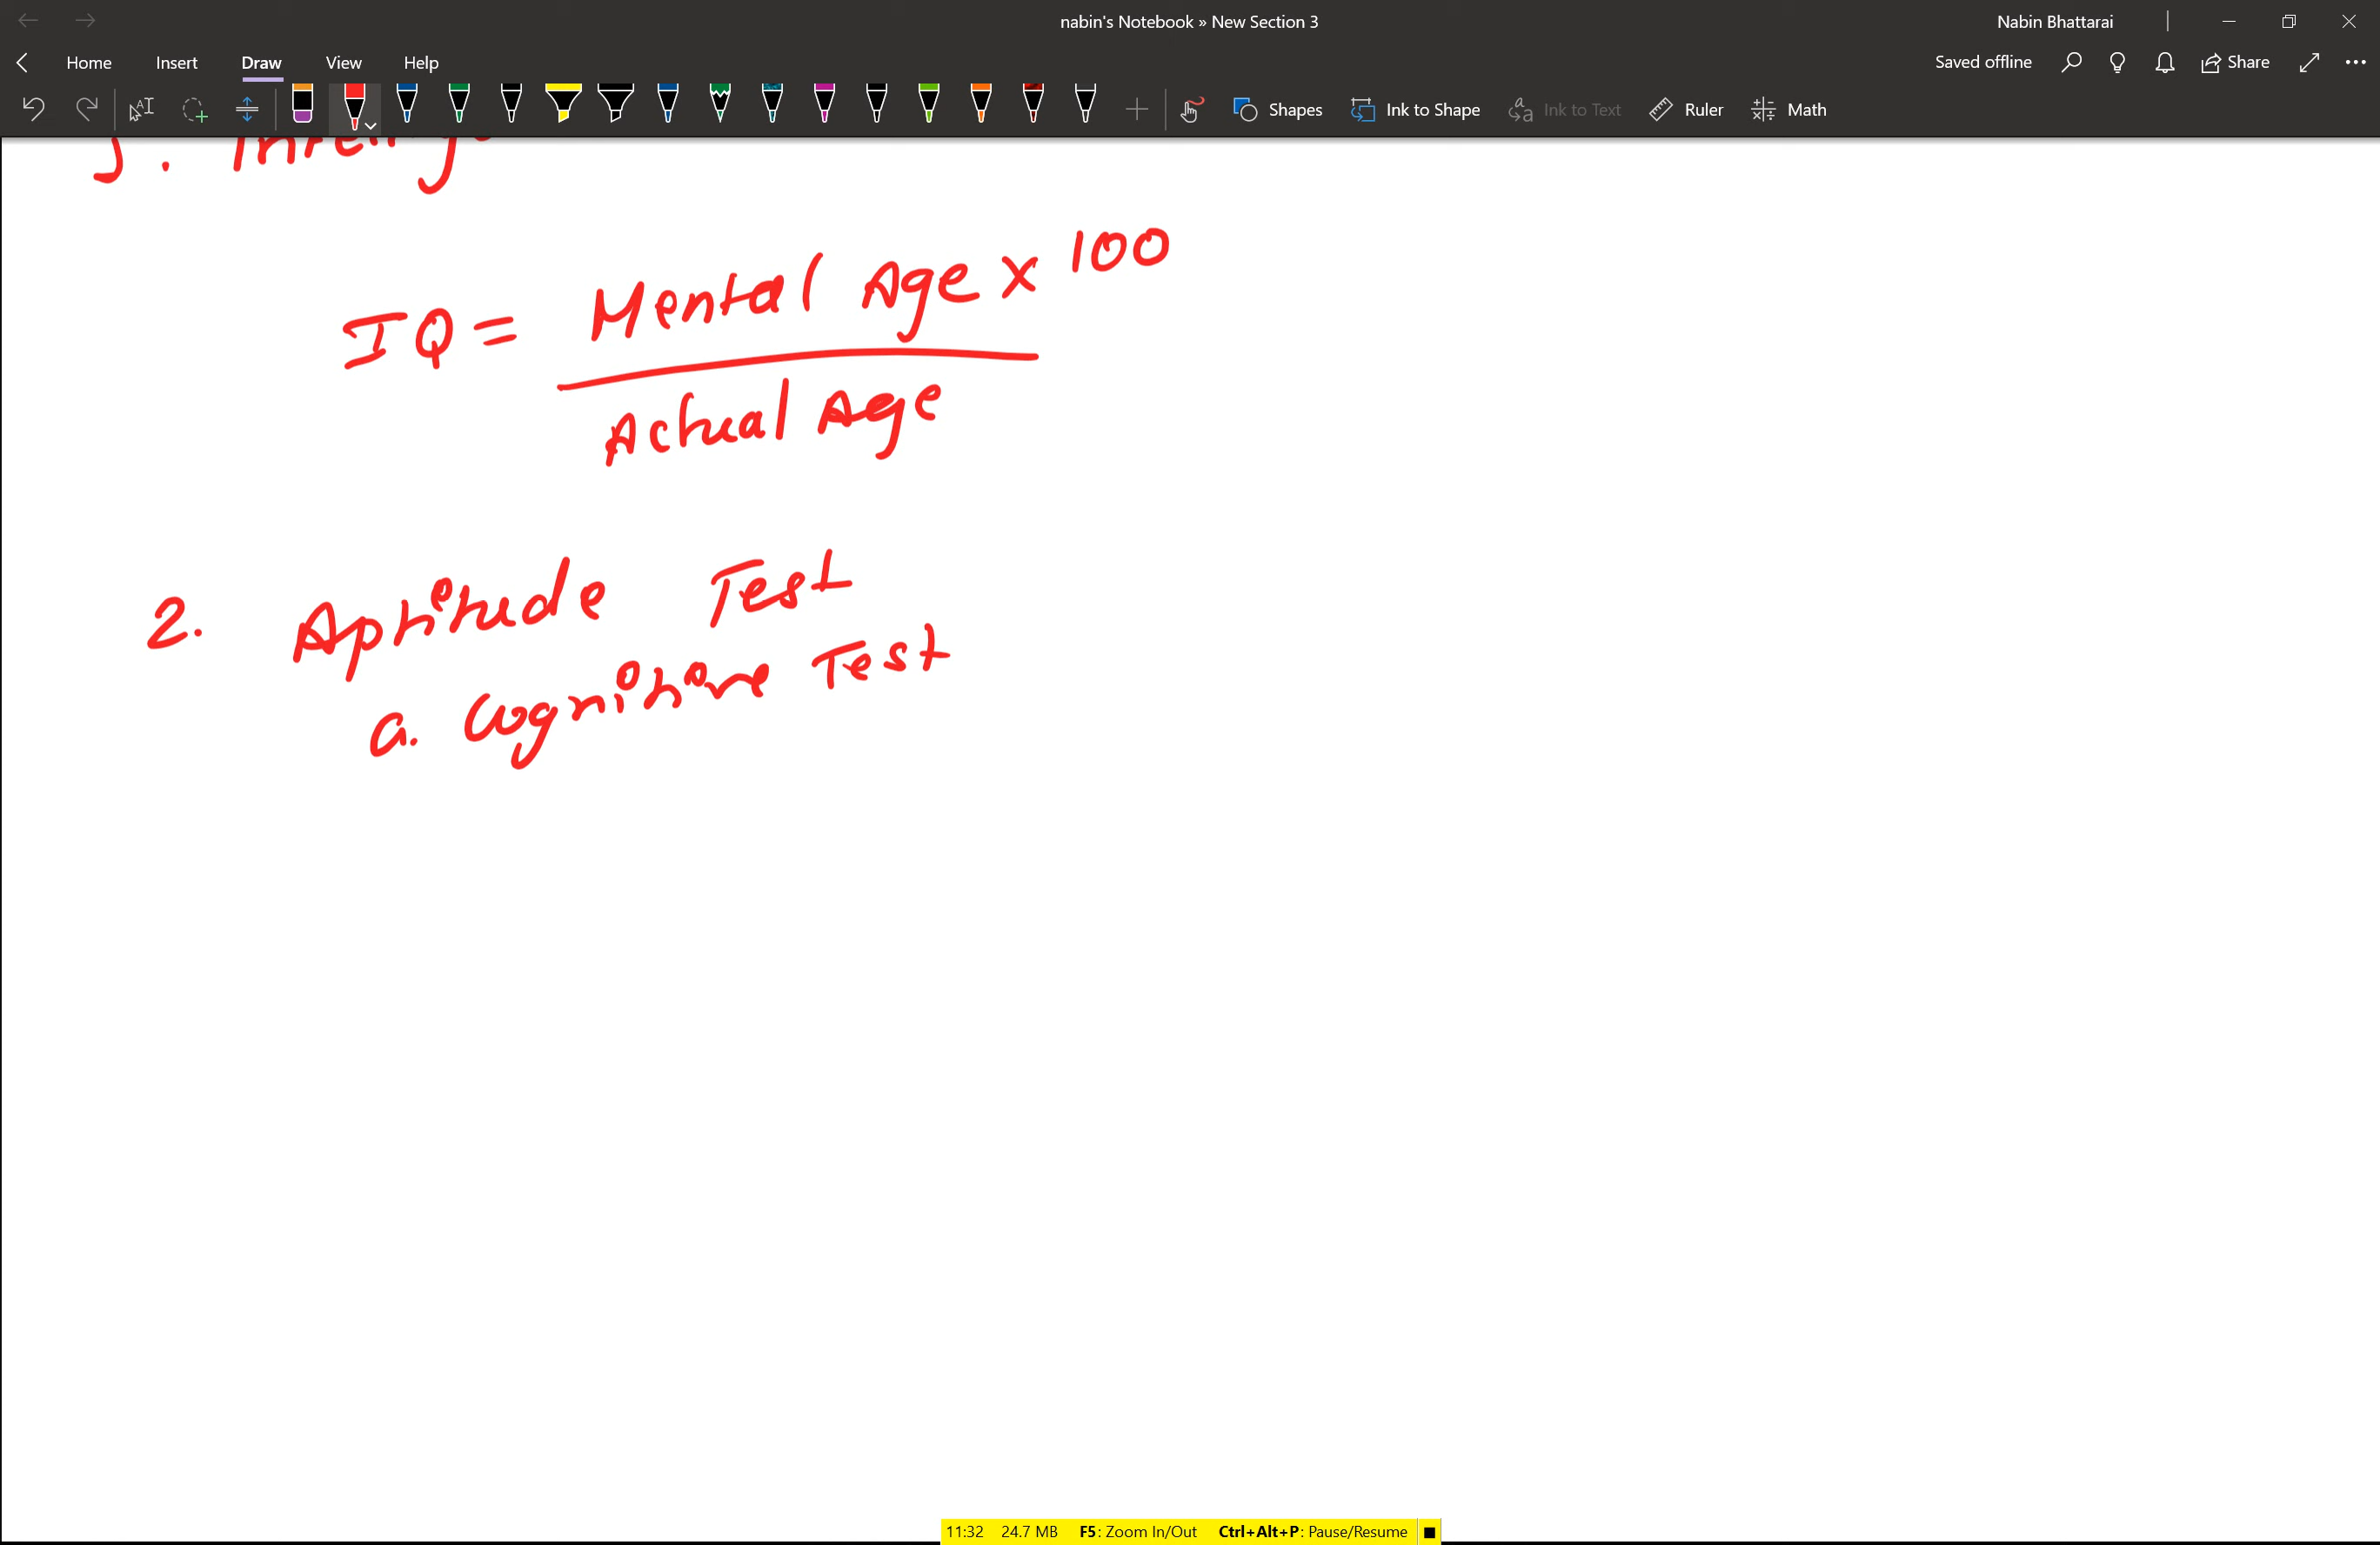 nabin's Notebook » New Section 3
Nabin Bhattarai
Home Insert Draw View Help
Saved offline Share
Shapes Ink to Shape Ink to Text Ruler Math
IQ = Mental Age x 100
Actual Age
2. Aptitude Test
a. Cognitive Test
11:32 24.7 MB F5: Zoom In/Out Ctrl+Alt+P: Pause/Resume